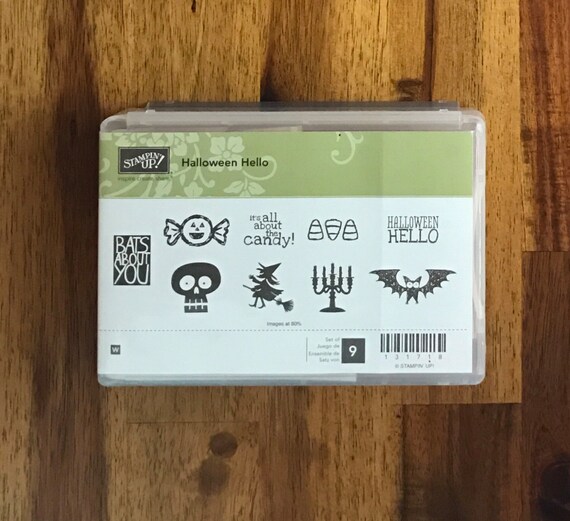 STAMPIN' UP!
Halloween Hello
BATS
ABOUT
YOU
it's all
about
the
candy!
HALLOWEEN
HELLO
Images at 80%
Set of
Juego de
Ensemble de
Satz von
9
W
131718
© STAMPIN' UP!